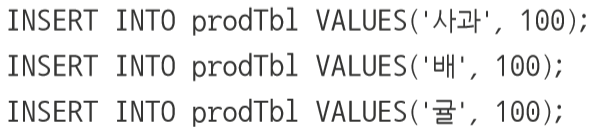 INSERT INTO prodTbl VALUES('사과', 100);
INSERT INTO prodTbl VALUES('배', 100);
INSERT INTO prodTbl VALUES('귤', 100);